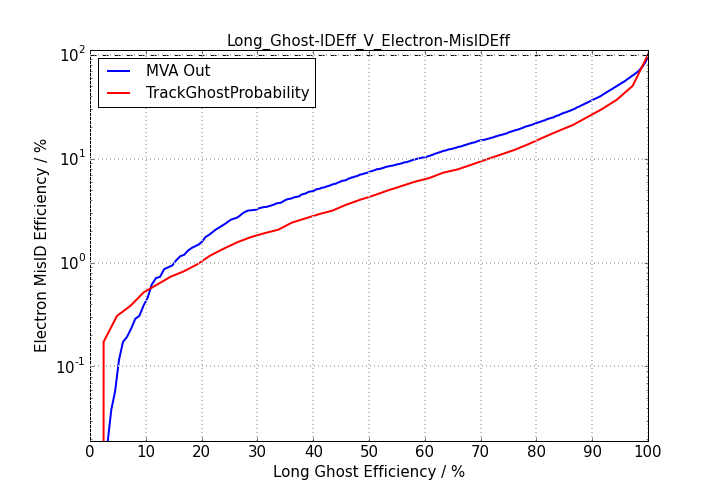 Long_Ghost-IDEff_V_Electron-MisIDEff
MVA Out
TrackGhostProbability
Electron MisID Efficiency / %
10²
10¹
10⁰
10⁻¹
0 10 20 30 40 50 60 70 80 90 100
Long Ghost Efficiency / %